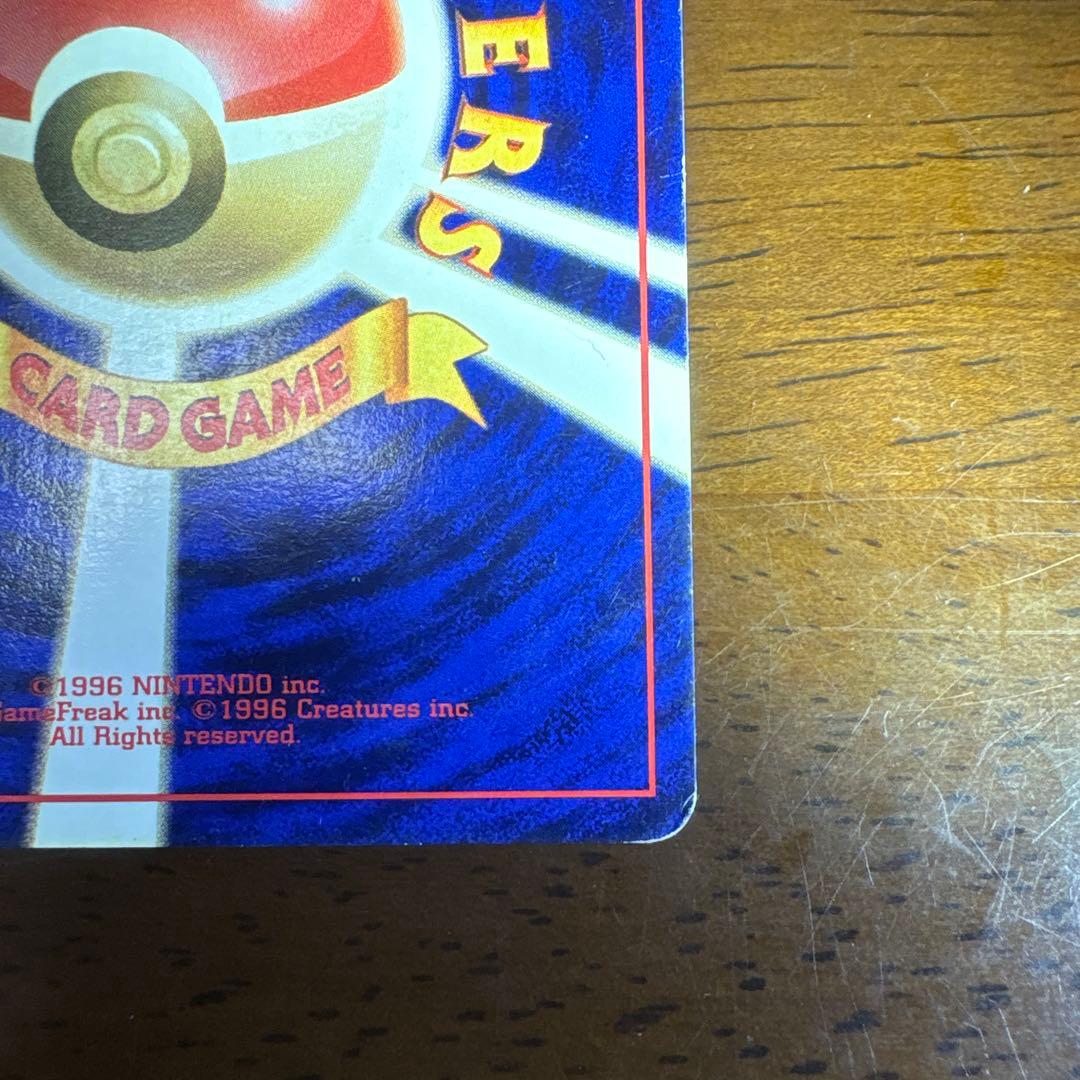 ERS
CARD GAME
©1996 NINTENDO inc.
GameFreak inc. ©1996 Creatures inc.
All Rights reserved.